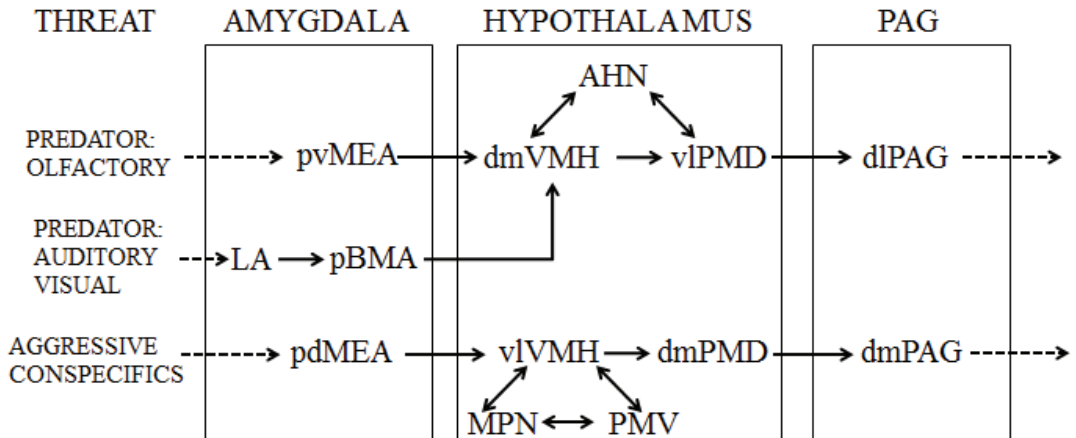 THREAT AMYGDALA HYPOTHALAMUS PAG
AHN
PREDATOR:
OLFACTORY
pvMEA dmVMH vlPMD dlPAG
PREDATOR:
AUDITORY
VISUAL
LA pBMA
AGGRESSIVE
CONSPECIFICS
pdMEA vlVMH dmPMD dmPAG
MPN PMV